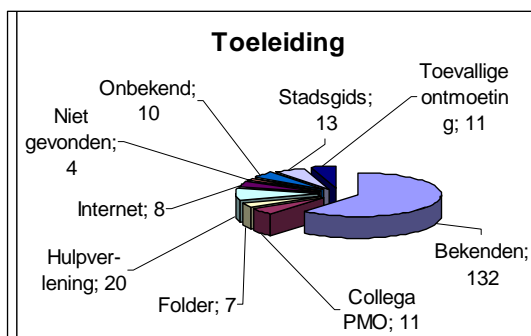 Toeleiding
Onbekend;
10
Stadsgids;
13
Toevallige
ontmoetin
g; 11
Niet
gevonden;
4
Internet; 8
Hulpver-
lening; 20
Folder; 7
Collega
PMO; 11
Bekenden;
132